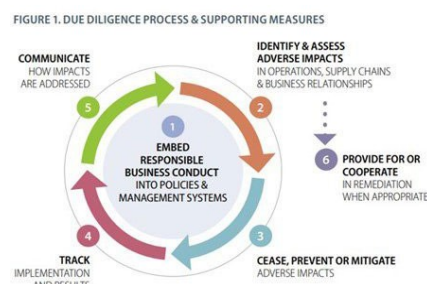 FIGURE 1. DUE DILIGENCE PROCESS & SUPPORTING MEASURES
COMMUNICATE
HOW IMPACTS
ARE ADDRESSED
5
IDENTIFY & ASSESS
ADVERSE IMPACTS
IN OPERATIONS, SUPPLY CHAINS
& BUSINESS RELATIONSHIPS
2
1
EMBED
RESPONSIBLE
BUSINESS CONDUCT
INTO POLICIES &
MANAGEMENT SYSTEMS
6
PROVIDE FOR OR
COOPERATE
IN REMEDIATION
WHEN APPROPRIATE
4
TRACK
IMPLEMENTATION
AND RESULTS
3
CEASE, PREVENT OR MITIGATE
ADVERSE IMPACTS